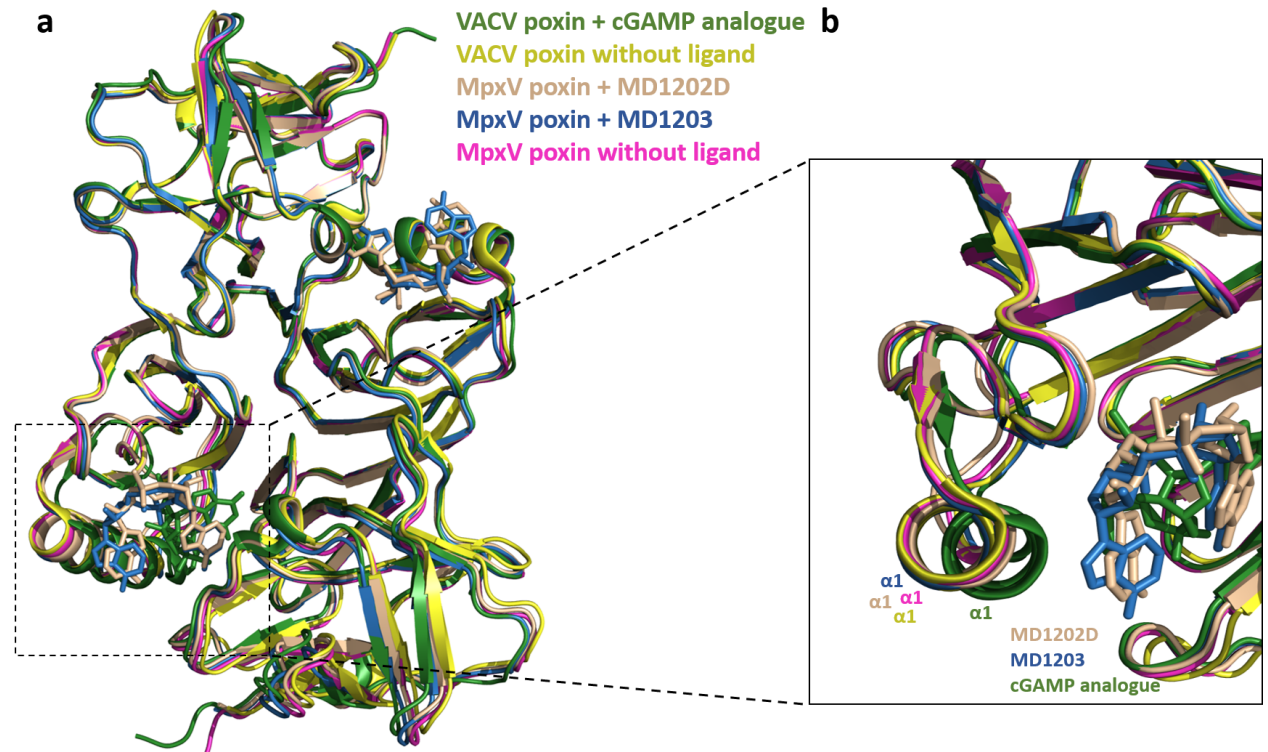 a
VACV poxin + cGAMP analogue
VACV poxin without ligand
MpxV poxin + MD1202D
MpxV poxin + MD1203
MpxV poxin without ligand
b
α1
α1 α1
α1
α1
MD1202D
MD1203
cGAMP analogue